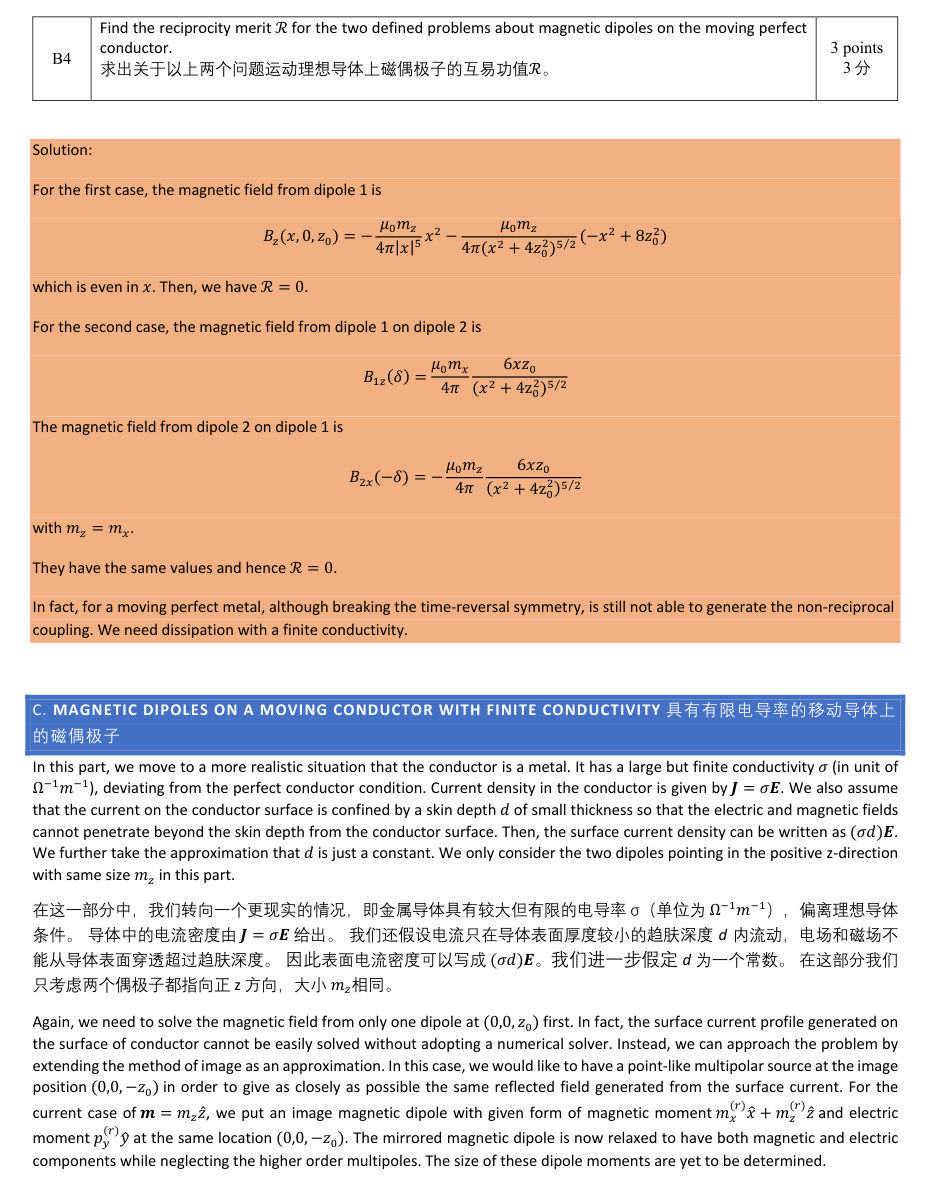 B4
Find the reciprocity merit ℛ for the two defined problems about magnetic dipoles on the moving perfect
conductor.
求出关于以上两个问题运动理想导体上磁偶极子的互易功值ℛ。
3 points
3 分
Solution:
For the first case, the magnetic field from dipole 1 is
B_z(x, 0, z_0) = − \frac{μ_0 m_z}{4π|x|^5} x^2 − \frac{μ_0 m_z}{4π(x^2 + 4z_0^2)^{5/2}} (−x^2 + 8z_0^2)
which is even in x. Then, we have ℛ = 0.
For the second case, the magnetic field from dipole 1 on dipole 2 is
B_{1z}(δ) = \frac{μ_0 m_x}{4π} \frac{6xz_0}{(x^2 + 4z_0^2)^{5/2}}
The magnetic field from dipole 2 on dipole 1 is
B_{2x}(−δ) = − \frac{μ_0 m_z}{4π} \frac{6xz_0}{(x^2 + 4z_0^2)^{5/2}}
with m_z = m_x.
They have the same values and hence ℛ = 0.
In fact, for a moving perfect metal, although breaking the time-reversal symmetry, is still not able to generate the non-reciprocal
coupling. We need dissipation with a finite conductivity.
C. MAGNETIC DIPOLES ON A MOVING CONDUCTOR WITH FINITE CONDUCTIVITY 具有有限电导率的移动导体上
的磁偶极子
In this part, we move to a more realistic situation that the conductor is a metal. It has a large but finite conductivity σ (in unit of
Ω⁻¹m⁻¹), deviating from the perfect conductor condition. Current density in the conductor is given by J = σE. We also assume
that the current on the conductor surface is confined by a skin depth d of small thickness so that the electric and magnetic fields
cannot penetrate beyond the skin depth from the conductor surface. Then, the surface current density can be written as (σd)E.
We further take the approximation that d is just a constant. We only consider the two dipoles pointing in the positive z-direction
with same size m_z in this part.
在这一部分中，我们转向一个更现实的情况，即金属导体具有较大但有限的电导率 σ（单位为 Ω⁻¹m⁻¹），偏离理想导体
条件。 导体中的电流密度由 J = σE 给出。 我们还假设电流只在导体表面厚度较小的趋肤深度 d 内流动，电场和磁场不
能从导体表面穿透超过趋肤深度。 因此表面电流密度可以写成 (σd)E。我们进一步假定 d 为一个常数。 在这部分我们
只考虑两个偶极子都指向正 z 方向，大小 m_z相同。
Again, we need to solve the magnetic field from only one dipole at (0,0, z_0) first. In fact, the surface current profile generated on
the surface of conductor cannot be easily solved without adopting a numerical solver. Instead, we can approach the problem by
extending the method of image as an approximation. In this case, we would like to have a point-like multipolar source at the image
position (0,0, −z_0) in order to give as closely as possible the same reflected field generated from the surface current. For the
current case of m = m_z ẑ, we put an image magnetic dipole with given form of magnetic moment m_x^{(r)} x̂ + m_z^{(r)} ẑ and electric
moment p_y^{(r)} ŷ at the same location (0,0, −z_0). The mirrored magnetic dipole is now relaxed to have both magnetic and electric
components while neglecting the higher order multipoles. The size of these dipole moments are yet to be determined.